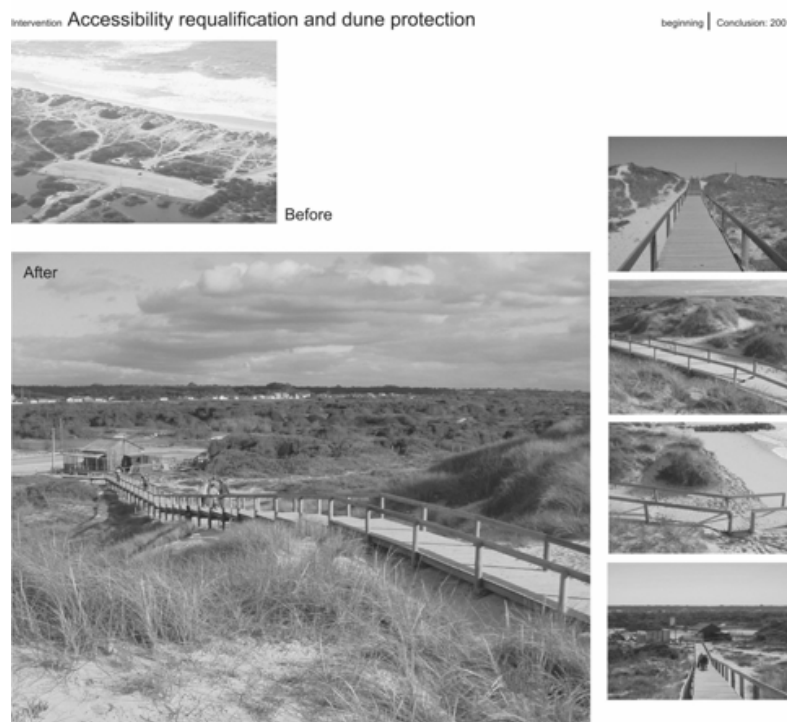 Intervention Accessibility requalification and dune protection
beginning | Conclusion: 200
Before
After